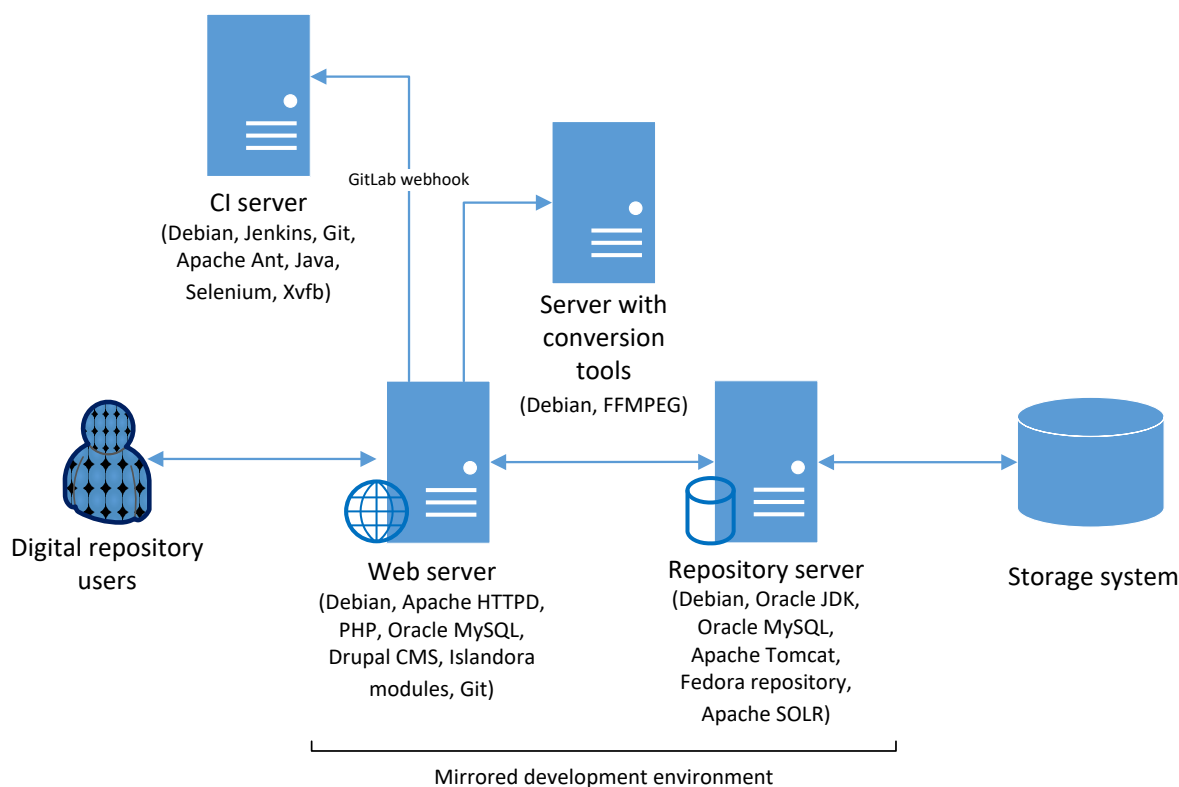 GitLab webhook
CI server
(Debian, Jenkins, Git,
Apache Ant, Java,
Selenium, Xvfb)
Server with
conversion
tools
(Debian, FFMPEG)
Digital repository
users
Web server
(Debian, Apache HTTPD,
PHP, Oracle MySQL,
Drupal CMS, Islandora
modules, Git)
Repository server
(Debian, Oracle JDK,
Oracle MySQL,
Apache Tomcat,
Fedora repository,
Apache SOLR)
Storage system
Mirrored development environment